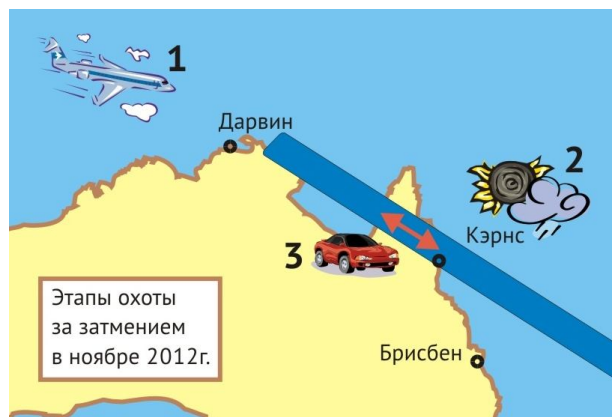 1
Дарвин
2
Кэрнс
3
Этапы охоты
за затмением
в ноябре 2012г.
Брисбен